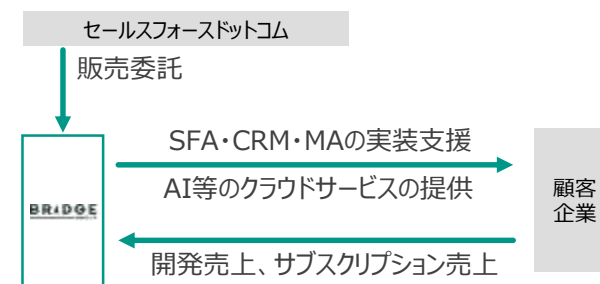 セールスフォースドットコム
販売委託
SFA・CRM・MAの実装支援
AI等のクラウドサービスの提供
BRIDGE
顧客
企業
開発売上、サブスクリプション売上